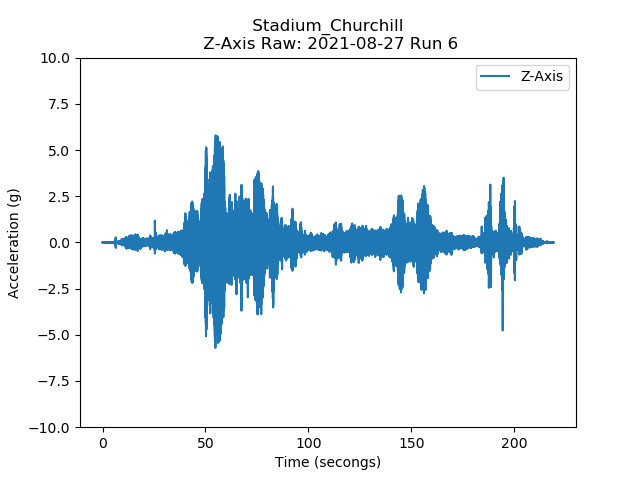 Stadium_Churchill
Z-Axis Raw: 2021-08-27 Run 6
Z-Axis
10.0
7.5
5.0
2.5
0.0
−2.5
−5.0
−7.5
−10.0
Acceleration (g)
0 50 100 150 200
Time (secongs)